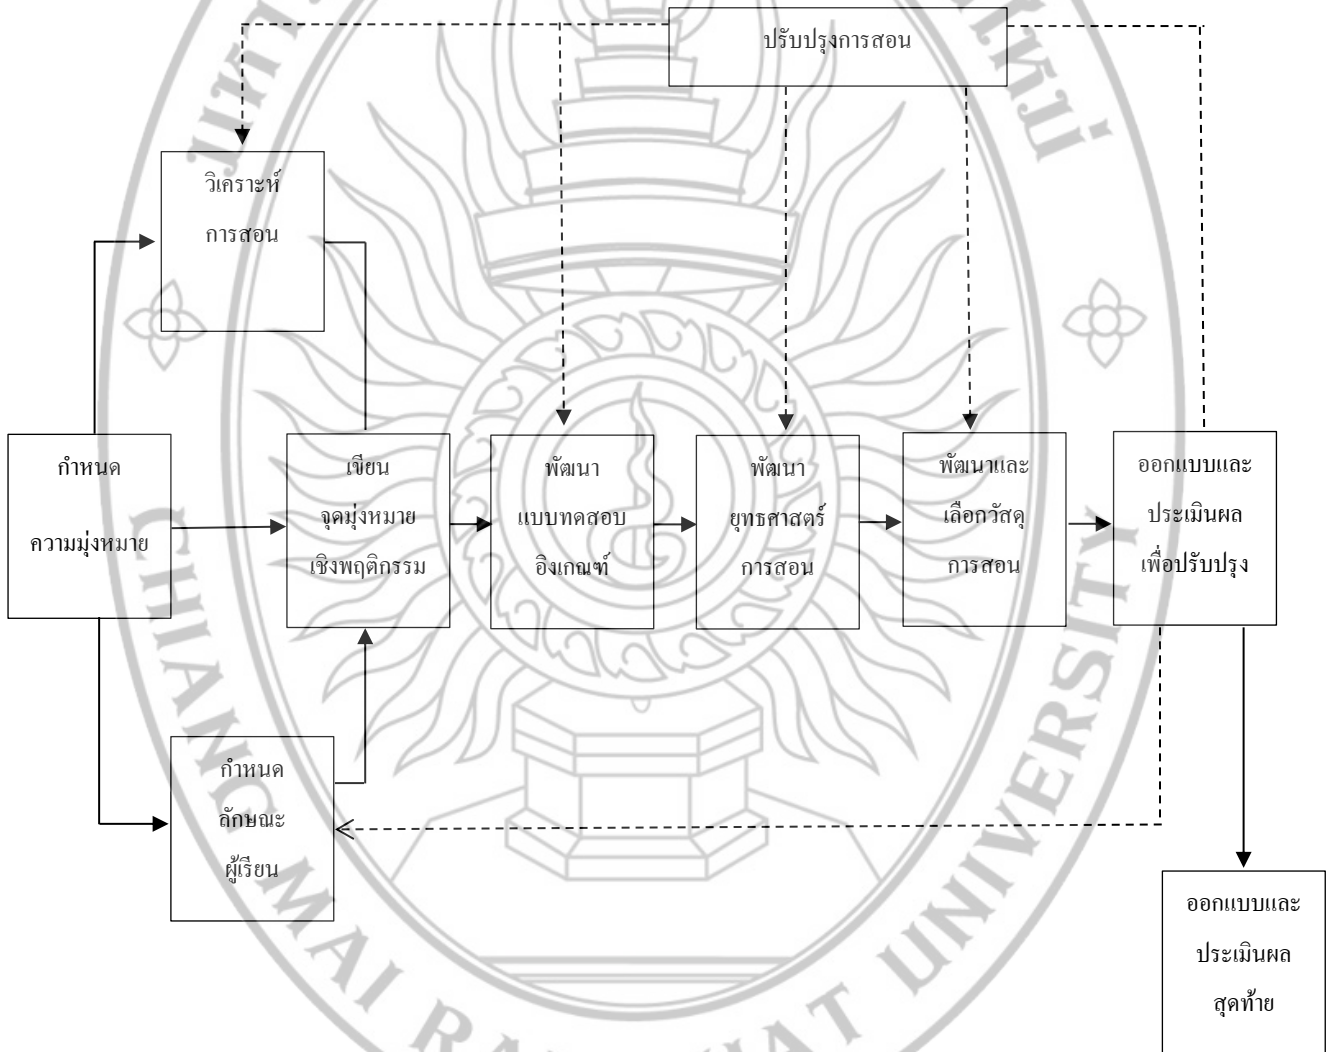 ปรับปรุงการสอน
วิเคราะห์
การสอน
กำหนด
ความมุ่งหมาย
เขียน
จุดมุ่งหมาย
เชิงพฤติกรรม
พัฒนา
แบบทดสอบ
อิงเกณฑ์
พัฒนา
ยุทธศาสตร์
การสอน
พัฒนาและ
เลือกวัสดุ
การสอน
ออกแบบและ
ประเมินผล
เพื่อปรับปรุง
กำหนด
ลักษณะ
ผู้เรียน
ออกแบบและ
ประเมินผล
สุดท้าย
CHIANG MAI UNIVERSITY